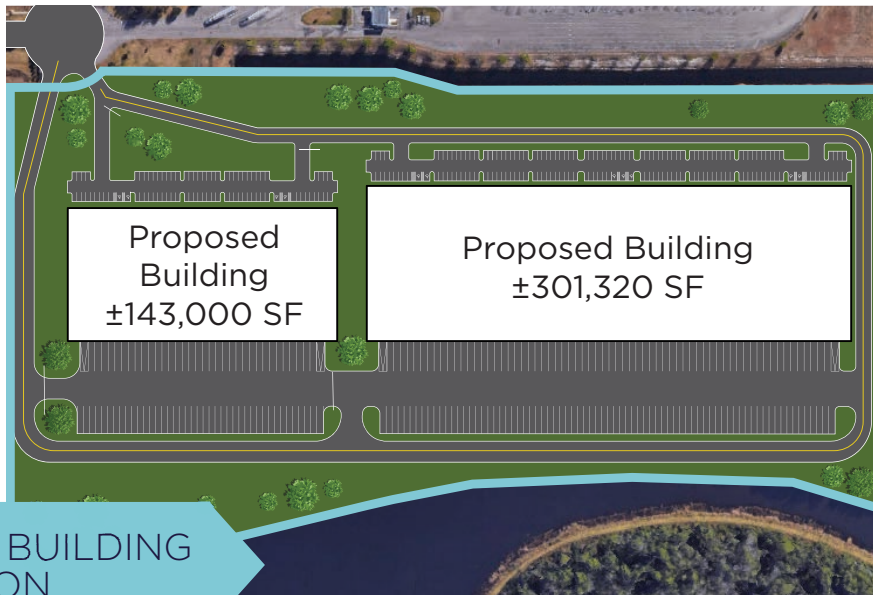 Proposed
Building
±143,000 SF
Proposed Building
±301,320 SF
BUILDING